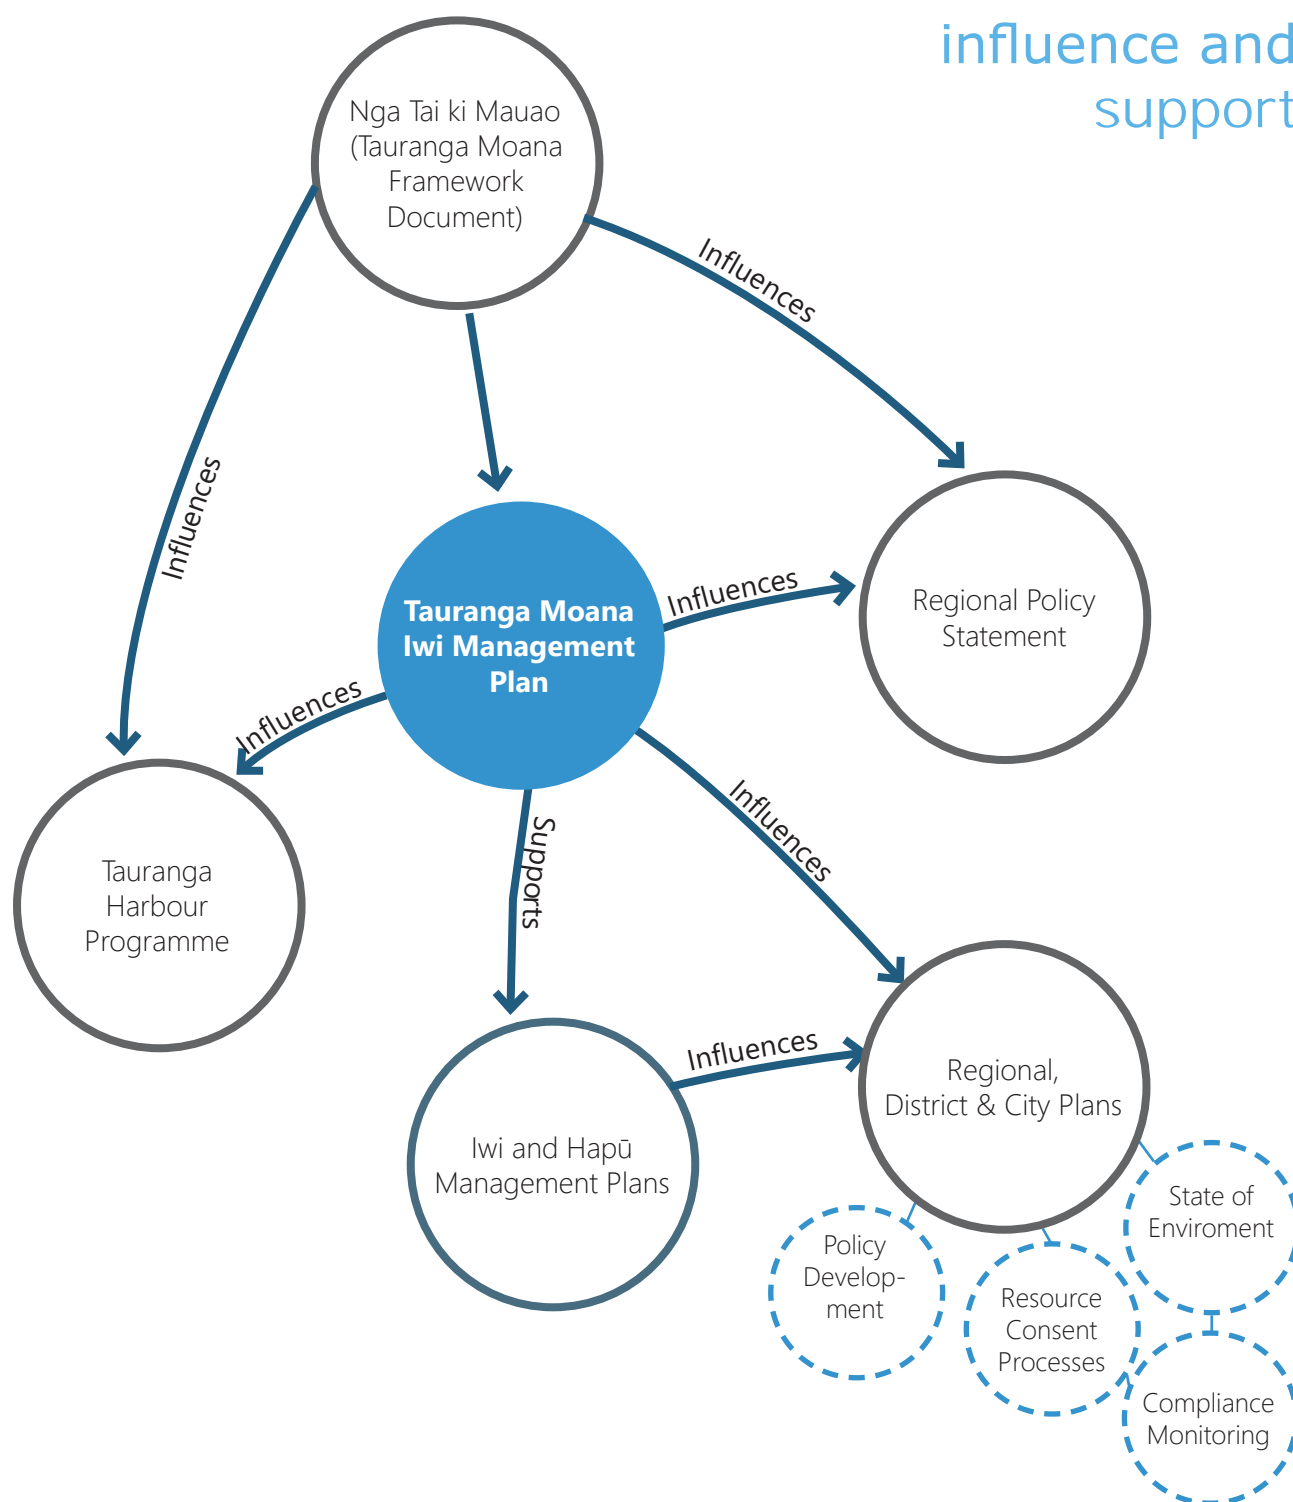 influence and
support
Nga Tai ki Mauao
(Tauranga Moana
Framework
Document)
Influences
Influences
Tauranga Moana
Iwi Management
Plan
Influences
Regional Policy
Statement
Influences
Influences
Supports
Tauranga
Harbour
Programme
Influences
Iwi and Hapū
Management Plans
Regional,
District & City Plans
State of
Enviroment
Policy
Develop-
ment
Resource
Consent
Processes
Compliance
Monitoring